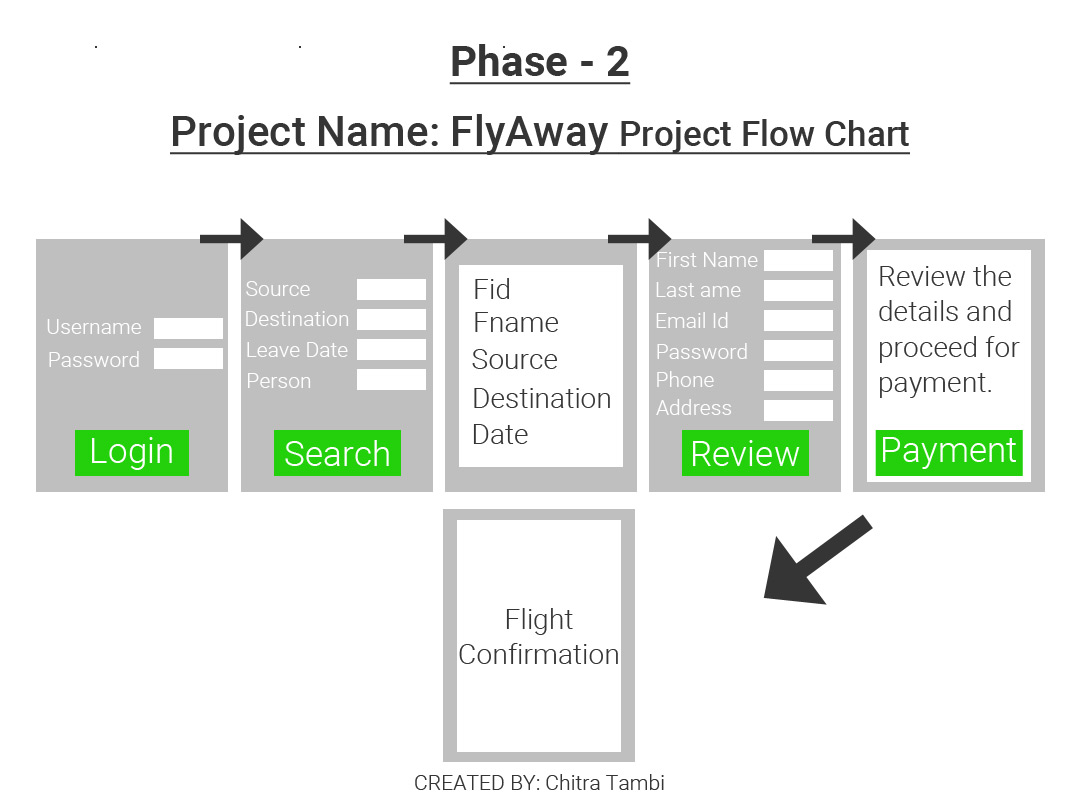 Phase - 2
Project Name: FlyAway Project Flow Chart
Username
Password
Login
Source
Destination
Leave Date
Person
Search
Fid
Fname
Source
Destination
Date
First Name
Last ame
Email Id
Password
Phone
Address
Review
Review the
details and
proceed for
payment.
Payment
Flight
Confirmation
CREATED BY: Chitra Tambi